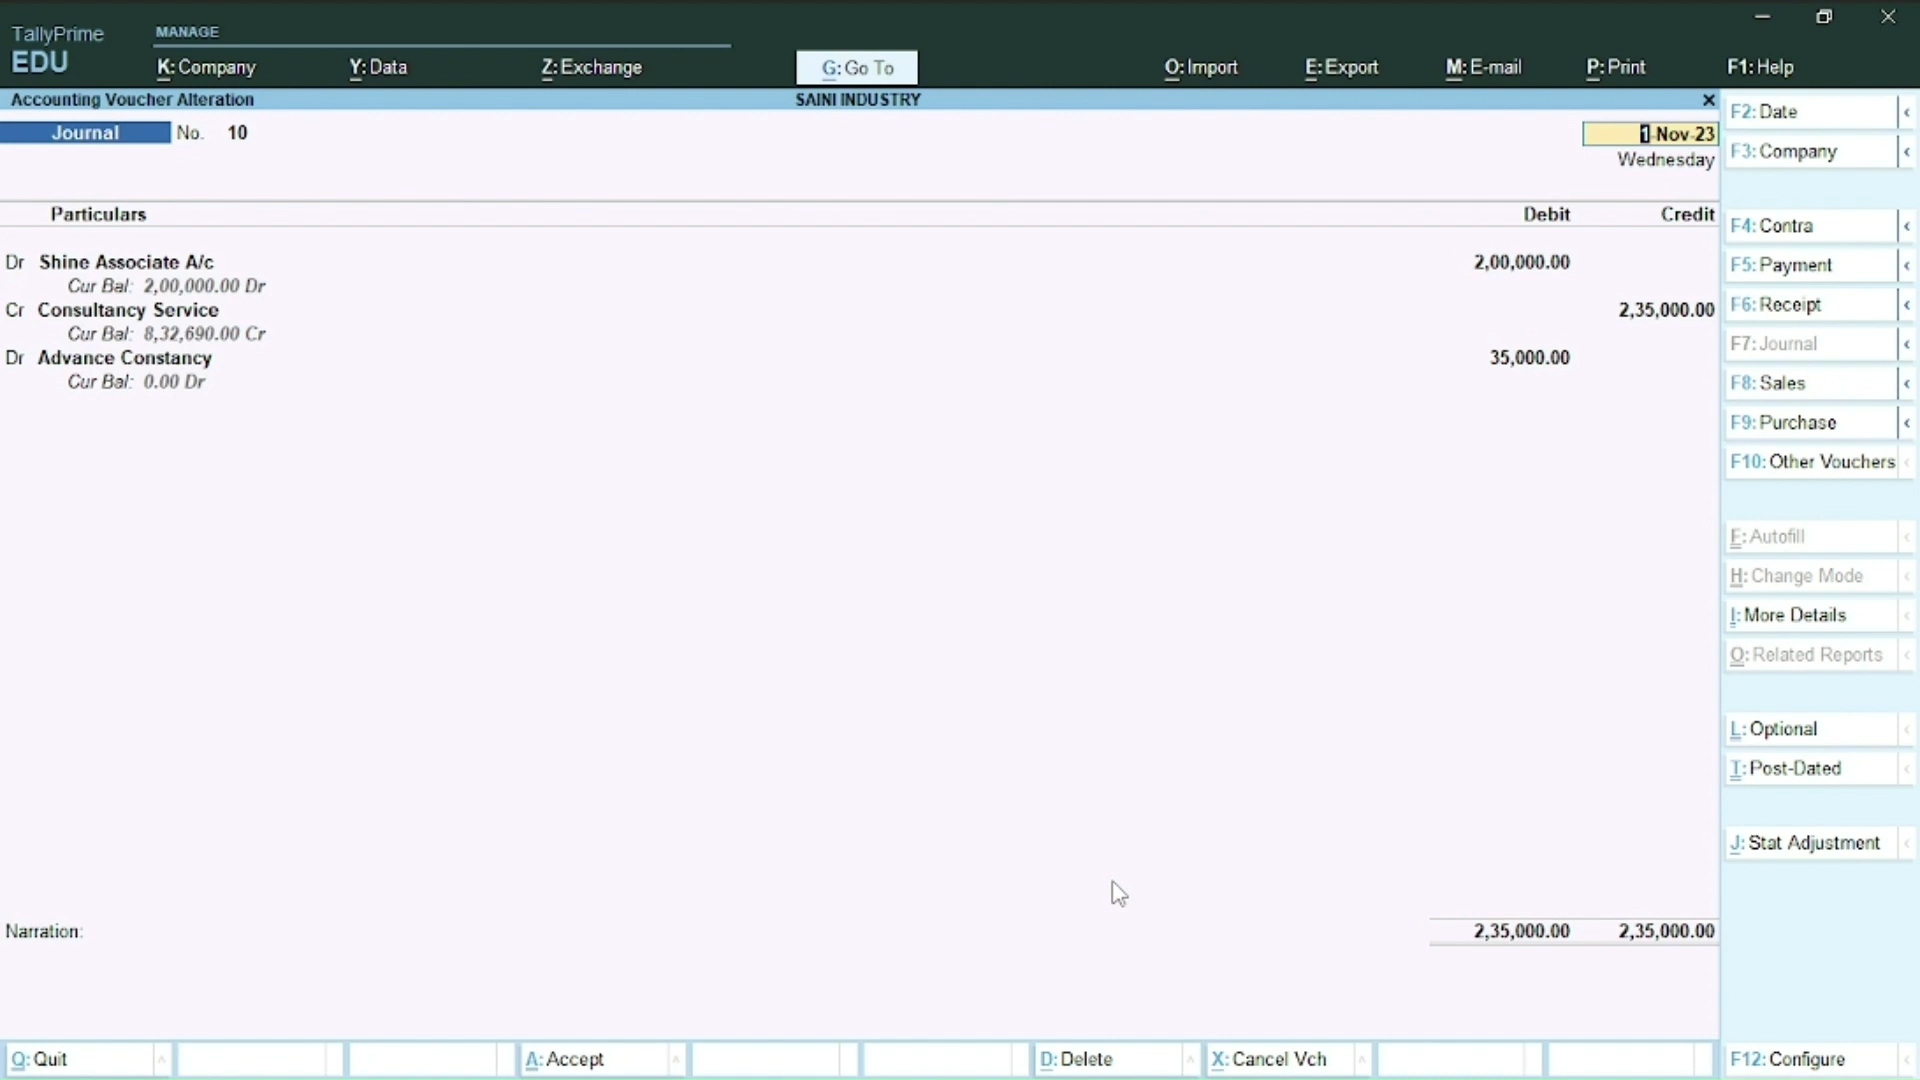 TallyPrime
EDU
MANAGE
K: Company Y: Data Z: Exchange G: Go To O: Import E: Export M: E-mail P: Print F1: Help
Accounting Voucher Alteration SAINI INDUSTRY
Journal No. 10 1-Nov-23
Wednesday
Particulars Debit Credit
Dr Shine Associate A/c 2,00,000.00
Cur Bal: 2,00,000.00 Dr
Cr Consultancy Service 2,35,000.00
Cur Bal: 8,32,690.00 Cr
Dr Advance Constancy 35,000.00
Cur Bal: 0.00 Dr
Narration: 2,35,000.00 2,35,000.00
F2: Date
F3: Company
F4: Contra
F5: Payment
F6: Receipt
F7: Journal
F8: Sales
F9: Purchase
F10: Other Vouchers
F: Autofill
H: Change Mode
I: More Details
O: Related Reports
L: Optional
T: Post-Dated
J: Stat Adjustment
Q: Quit A: Accept D: Delete X: Cancel Vch F12: Configure